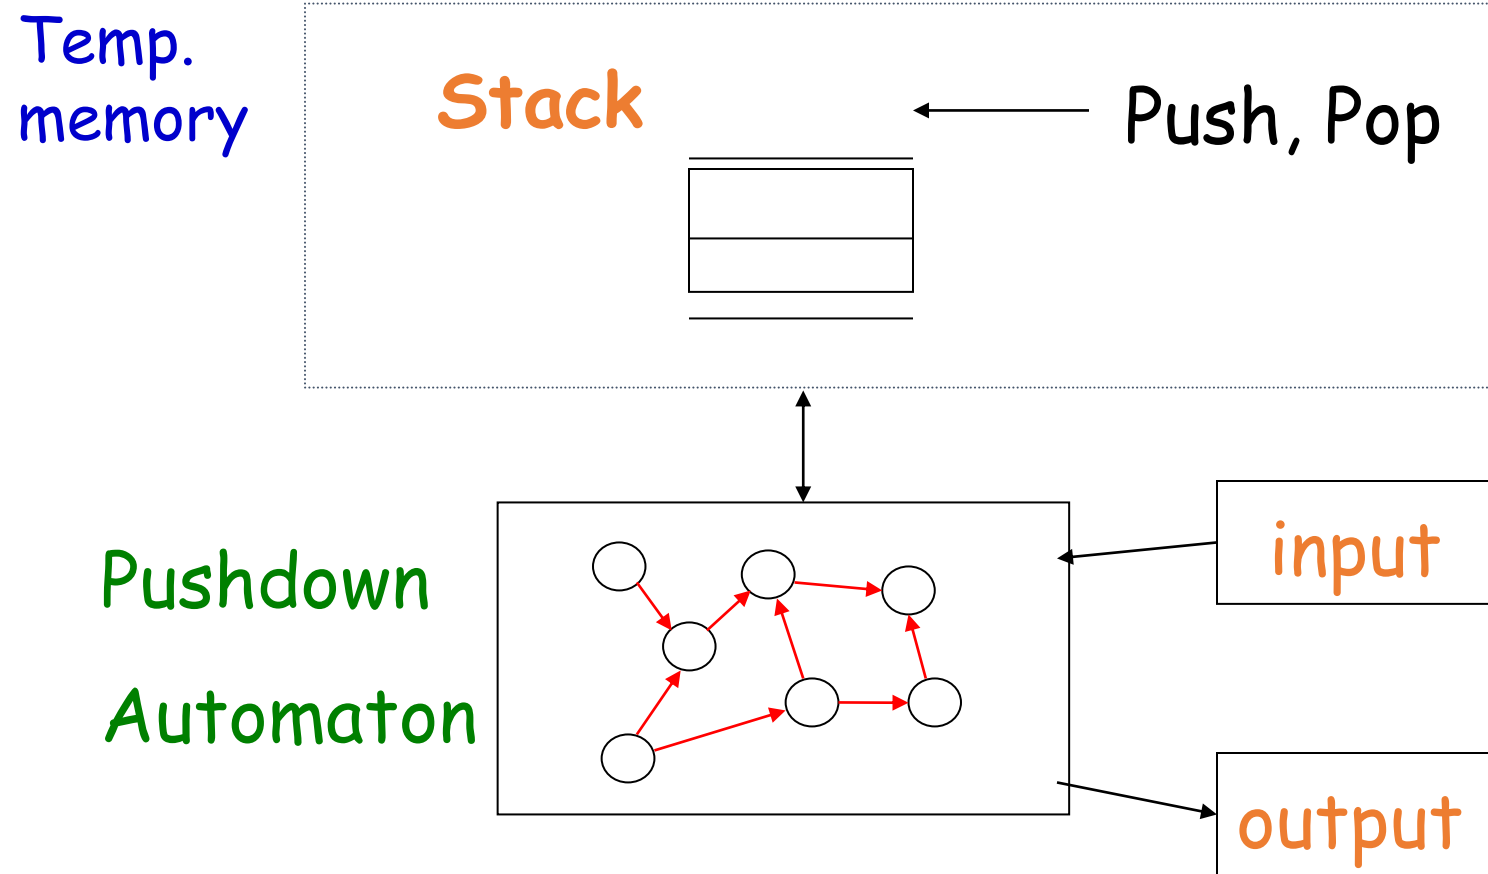 Temp.
memory
Stack
Push, Pop
Pushdown
Automaton
input
output